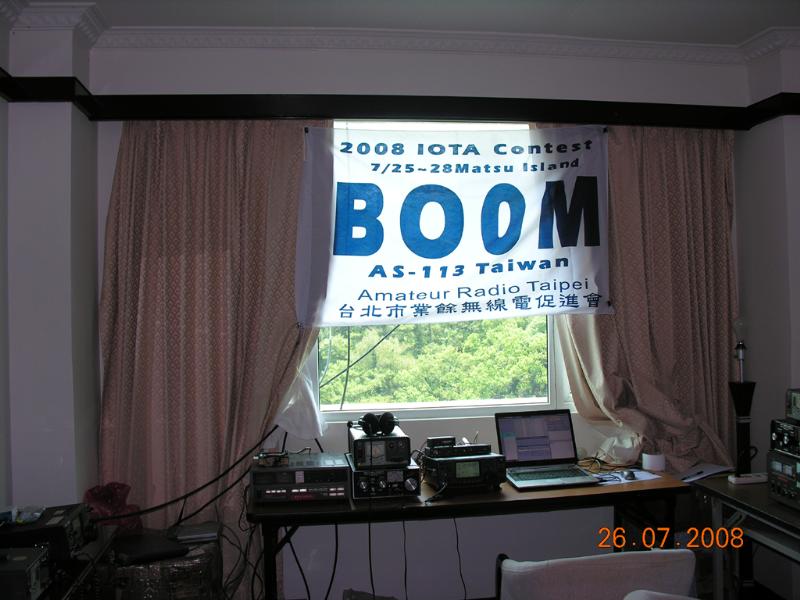 2008 IOTA Contest
7/25~28Matsu Island
BO0M
AS-113 Taiwan
Amateur Radio Taipei
台北市業餘無線電促進會
26.07.2008